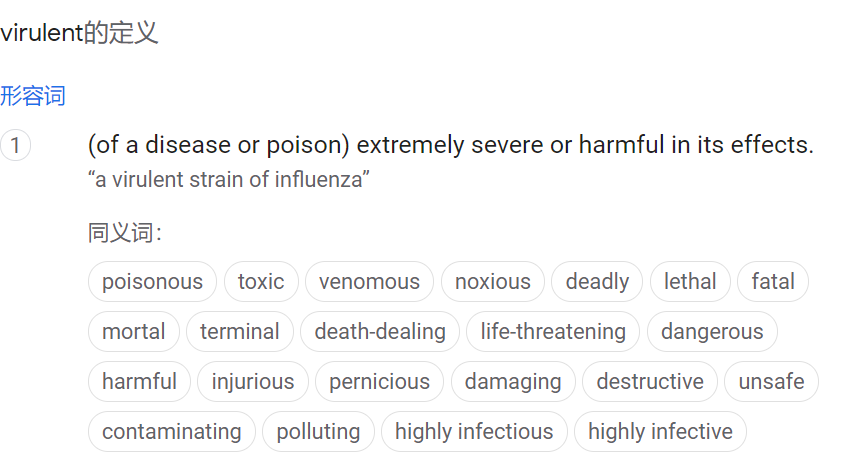 virulent的定义
形容词
1 (of a disease or poison) extremely severe or harmful in its effects.
“a virulent strain of influenza”
同义词:
poisonous toxic venomous noxious deadly lethal fatal
mortal terminal death-dealing life-threatening dangerous
harmful injurious pernicious damaging destructive unsafe
contaminating polluting highly infectious highly infective